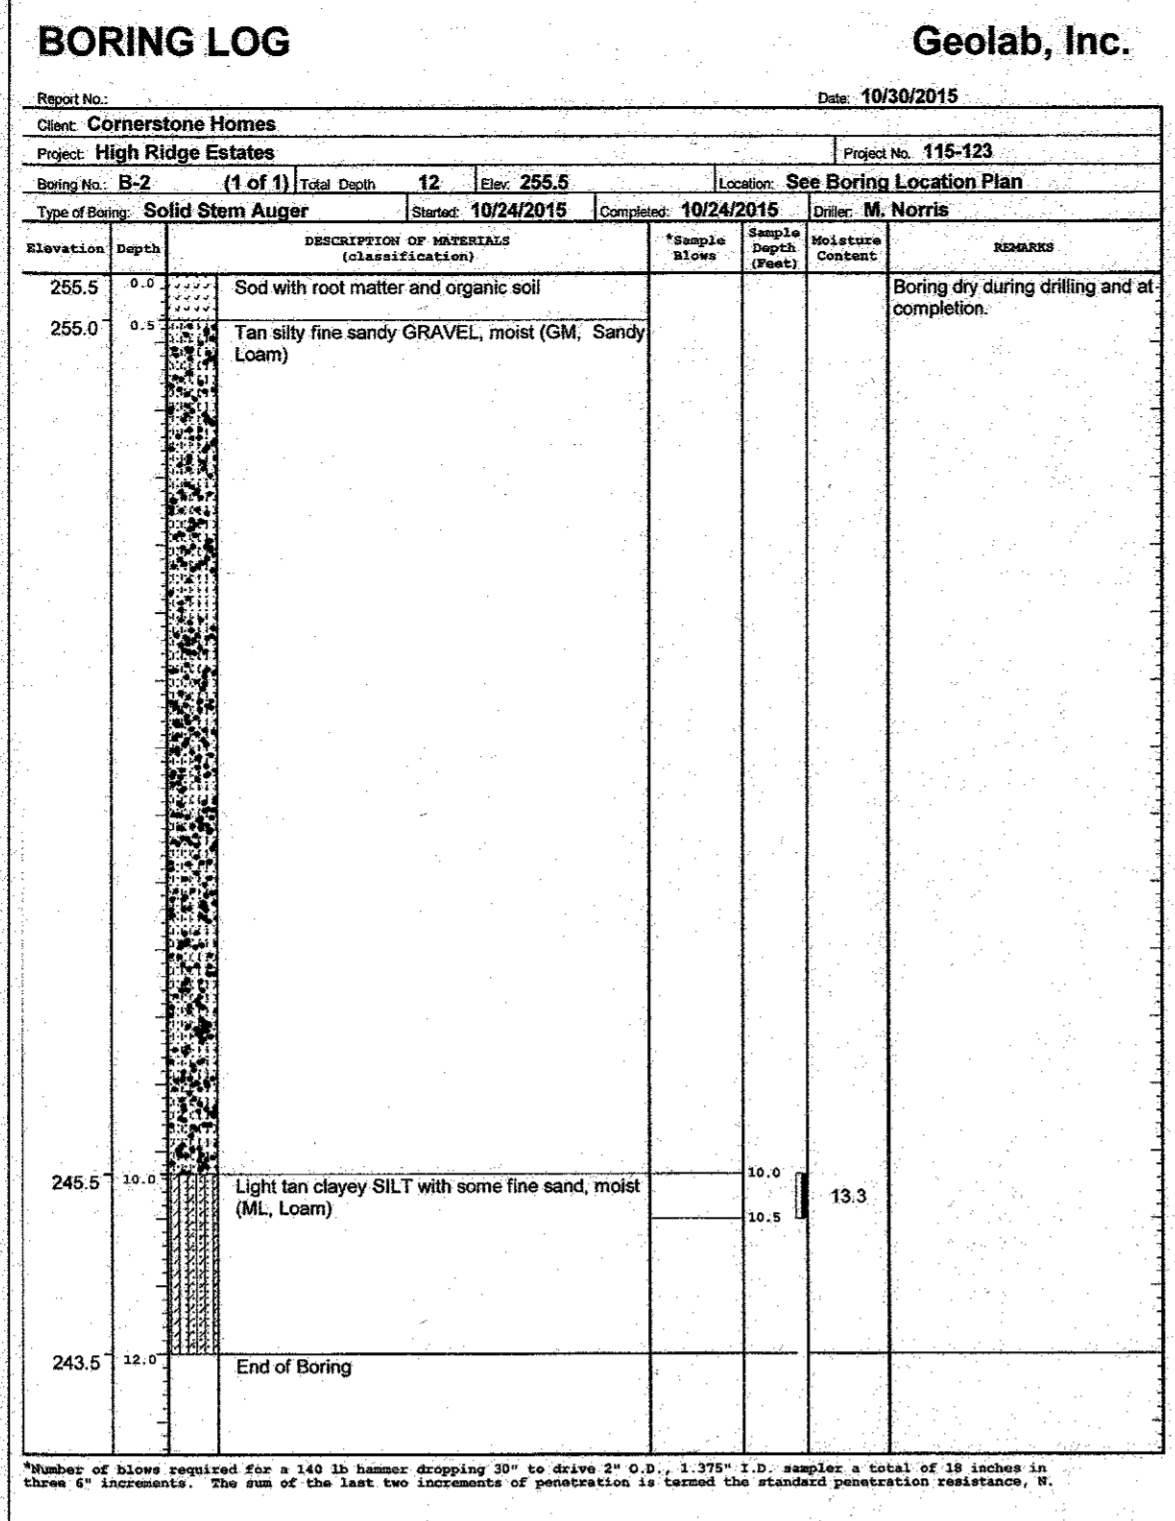 BORING LOG Geolab, Inc.
Report No.: Date: 10/30/2015
Client: Cornerstone Homes
Project: High Ridge Estates Project No. 115-123
Boring No.: B-2 (1 of 1) Total Depth 12 Elev: 255.5 Location: See Boring Location Plan
Type of Boring: Solid Stem Auger Started: 10/24/2015 Completed: 10/24/2015 Driller: M. Norris
Elevation Depth DESCRIPTION OF MATERIALS (classification) *Sample Blows Sample Depth (Feet) Moisture Content REMARKS
255.5 0.0 Sod with root matter and organic soil Boring dry during drilling and at
completion.
255.0 0.5 Tan silty fine sandy GRAVEL, moist (GM, Sandy
Loam)
245.5 10.0 Light tan clayey SILT with some fine sand, moist 10.0 13.3
(ML, Loam) 10.5
243.5 12.0 End of Boring
*Number of blows required for a 140 lb hammer dropping 30" to drive 2" O.D., 1.375" I.D. sampler a total of 18 inches in
three 6" increments. The sum of the last two increments of penetration is termed the standard penetration resistance, N.